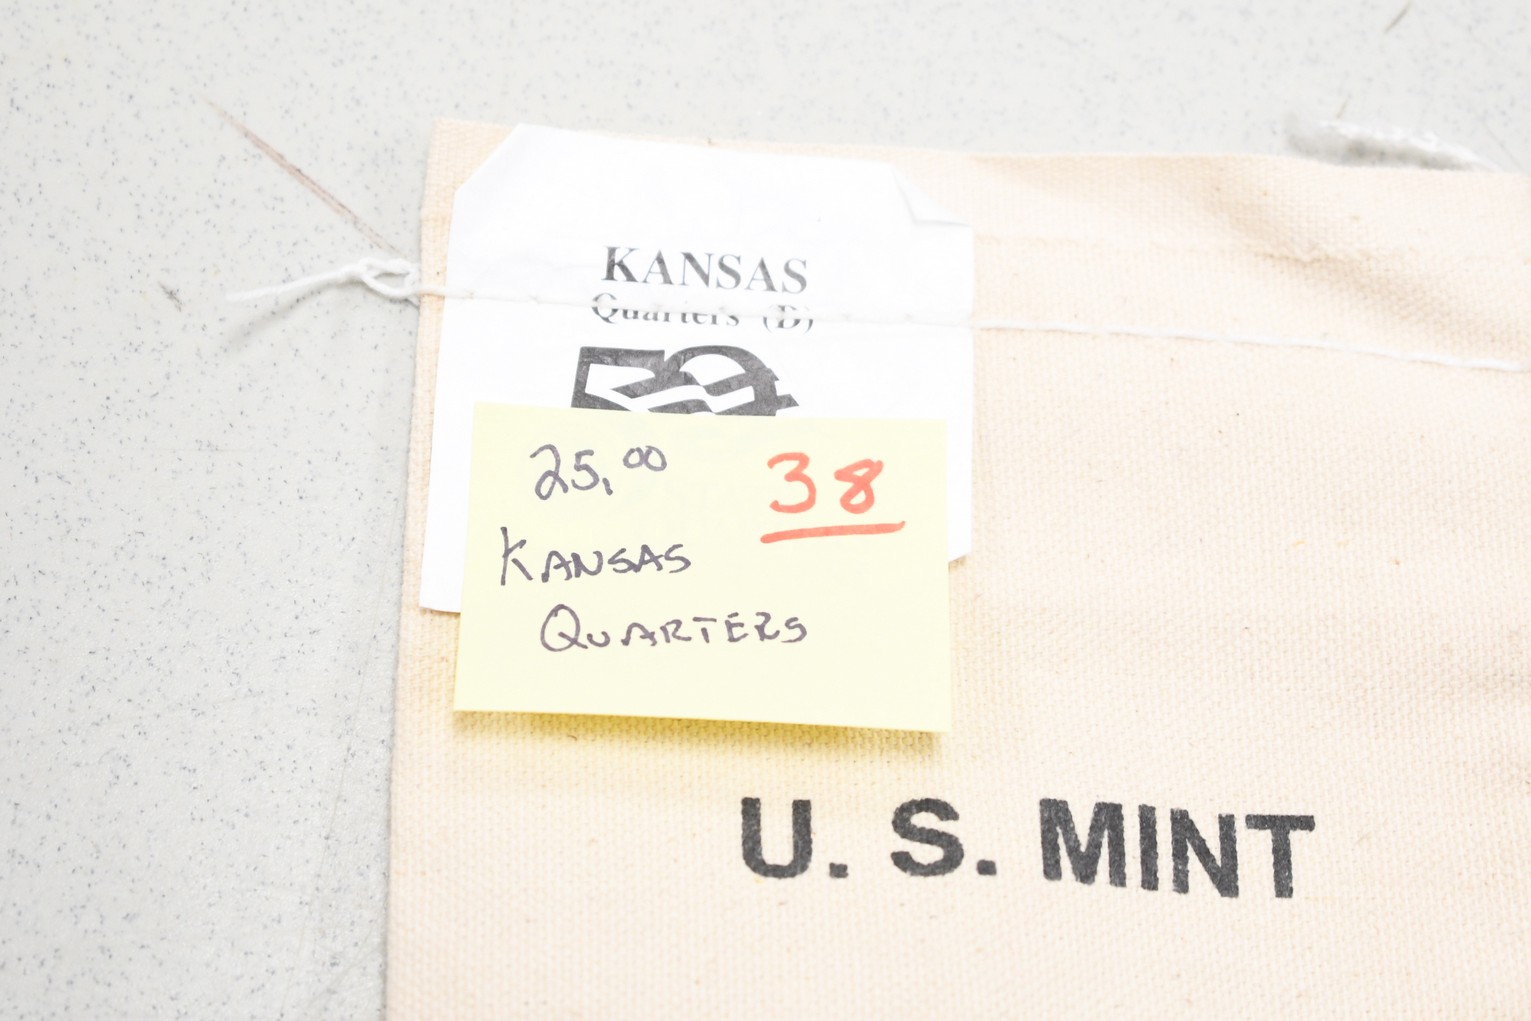 KANSAS
Quarters (D)
25.00
38
KANSAS
QUARTERS
U. S. MINT